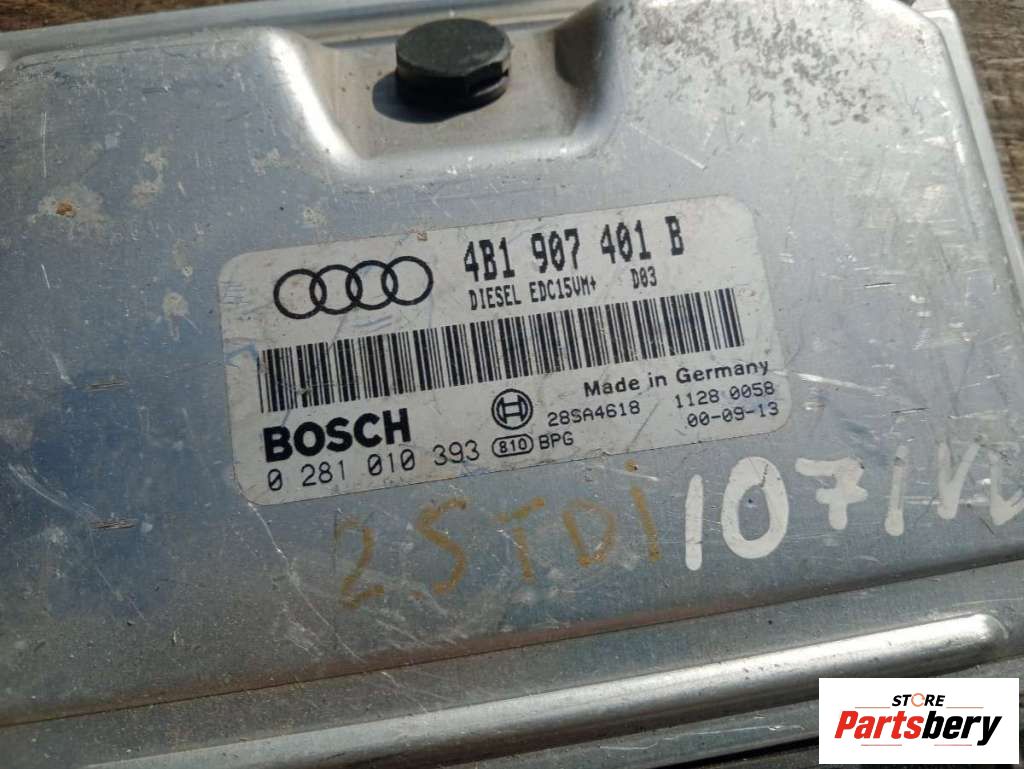 4B1 907 401 B
DIESEL EDC15VM+ D03
Made in Germany
BOSCH 28SA4618 1128 0058
0 281 010 393 810 BPG 00-09-13
2.5TDI 107
STORE
Partsbery